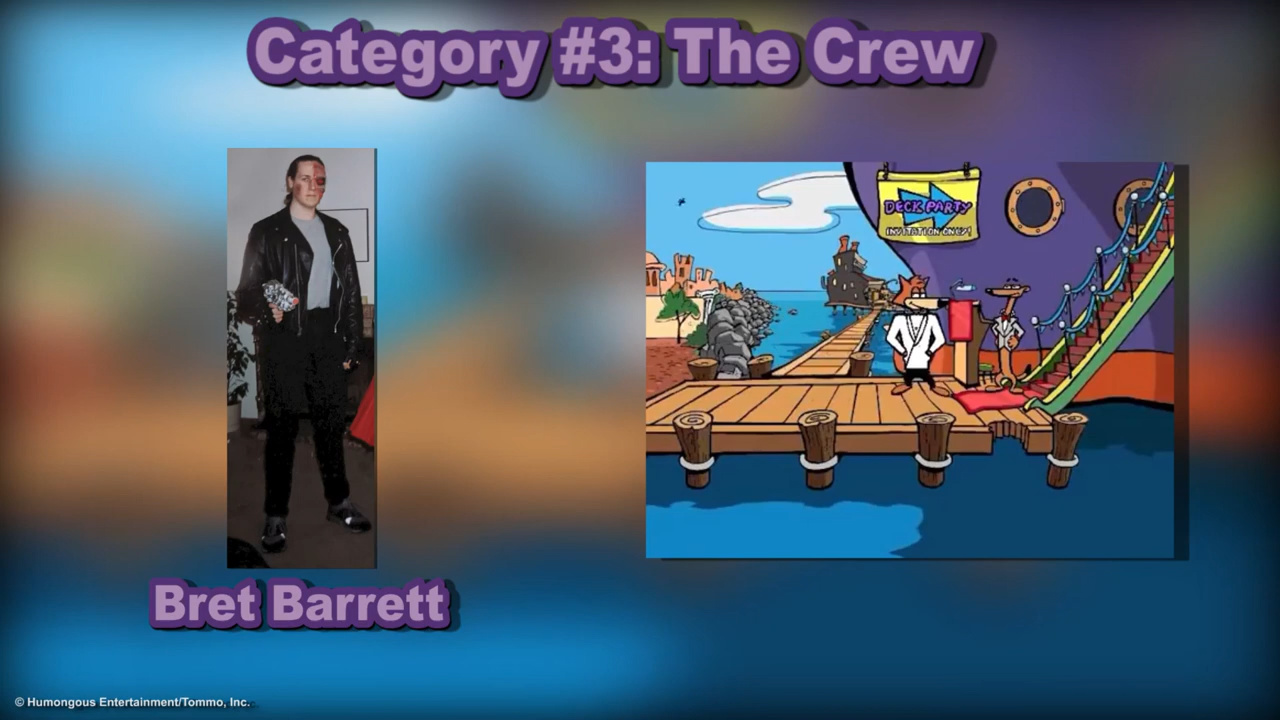 Category #3: The Crew
DECK PARTY
INVITATION ONLY!
Bret Barrett
© Humongous Entertainment/Tommo, Inc.